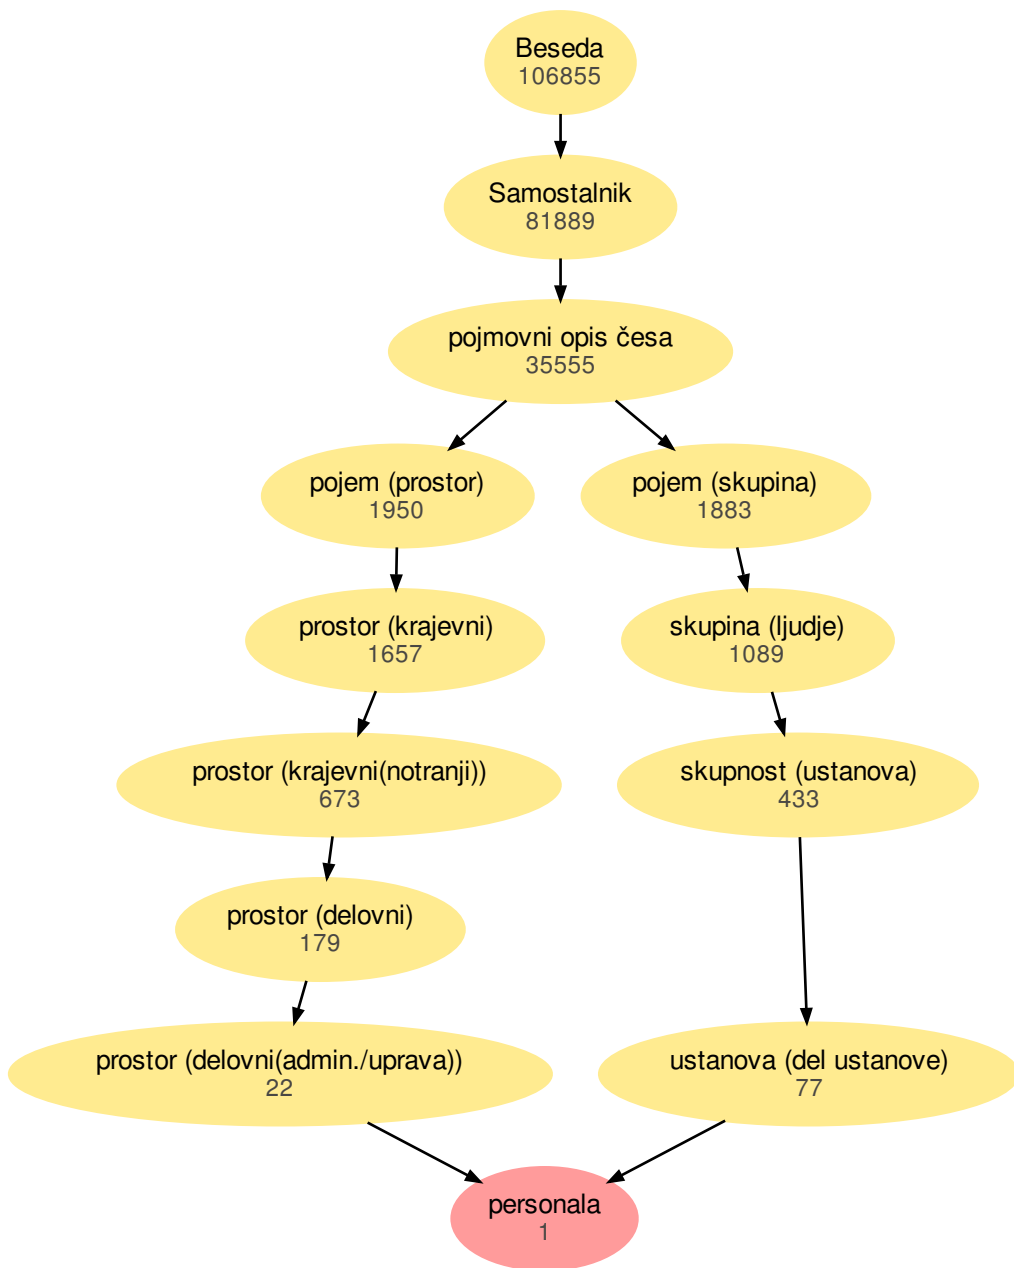 Beseda
106855
Samostalnik
81889
pojmovni opis česa
35555
pojem (prostor)
1950
pojem (skupina)
1883
prostor (krajevni)
1657
skupina (ljudje)
1089
prostor (krajevni(notranji))
673
skupnost (ustanova)
433
prostor (delovni)
179
prostor (delovni(admin./uprava))
22
ustanova (del ustanove)
77
personala
1